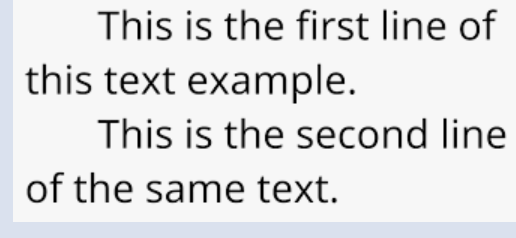 This is the first line of
this text example.
This is the second line
of the same text.